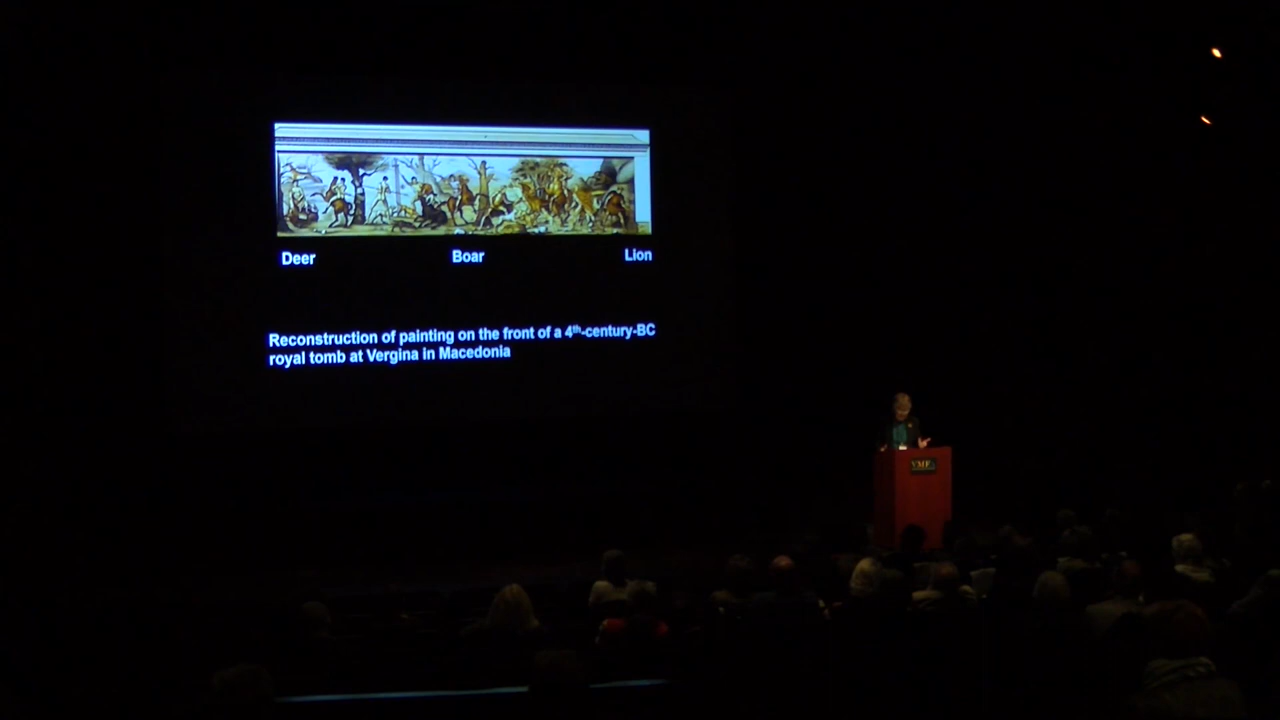 Deer Boar Lion
Reconstruction of painting on the front of a 4th-century-BC
royal tomb at Vergina in Macedonia
VMFA